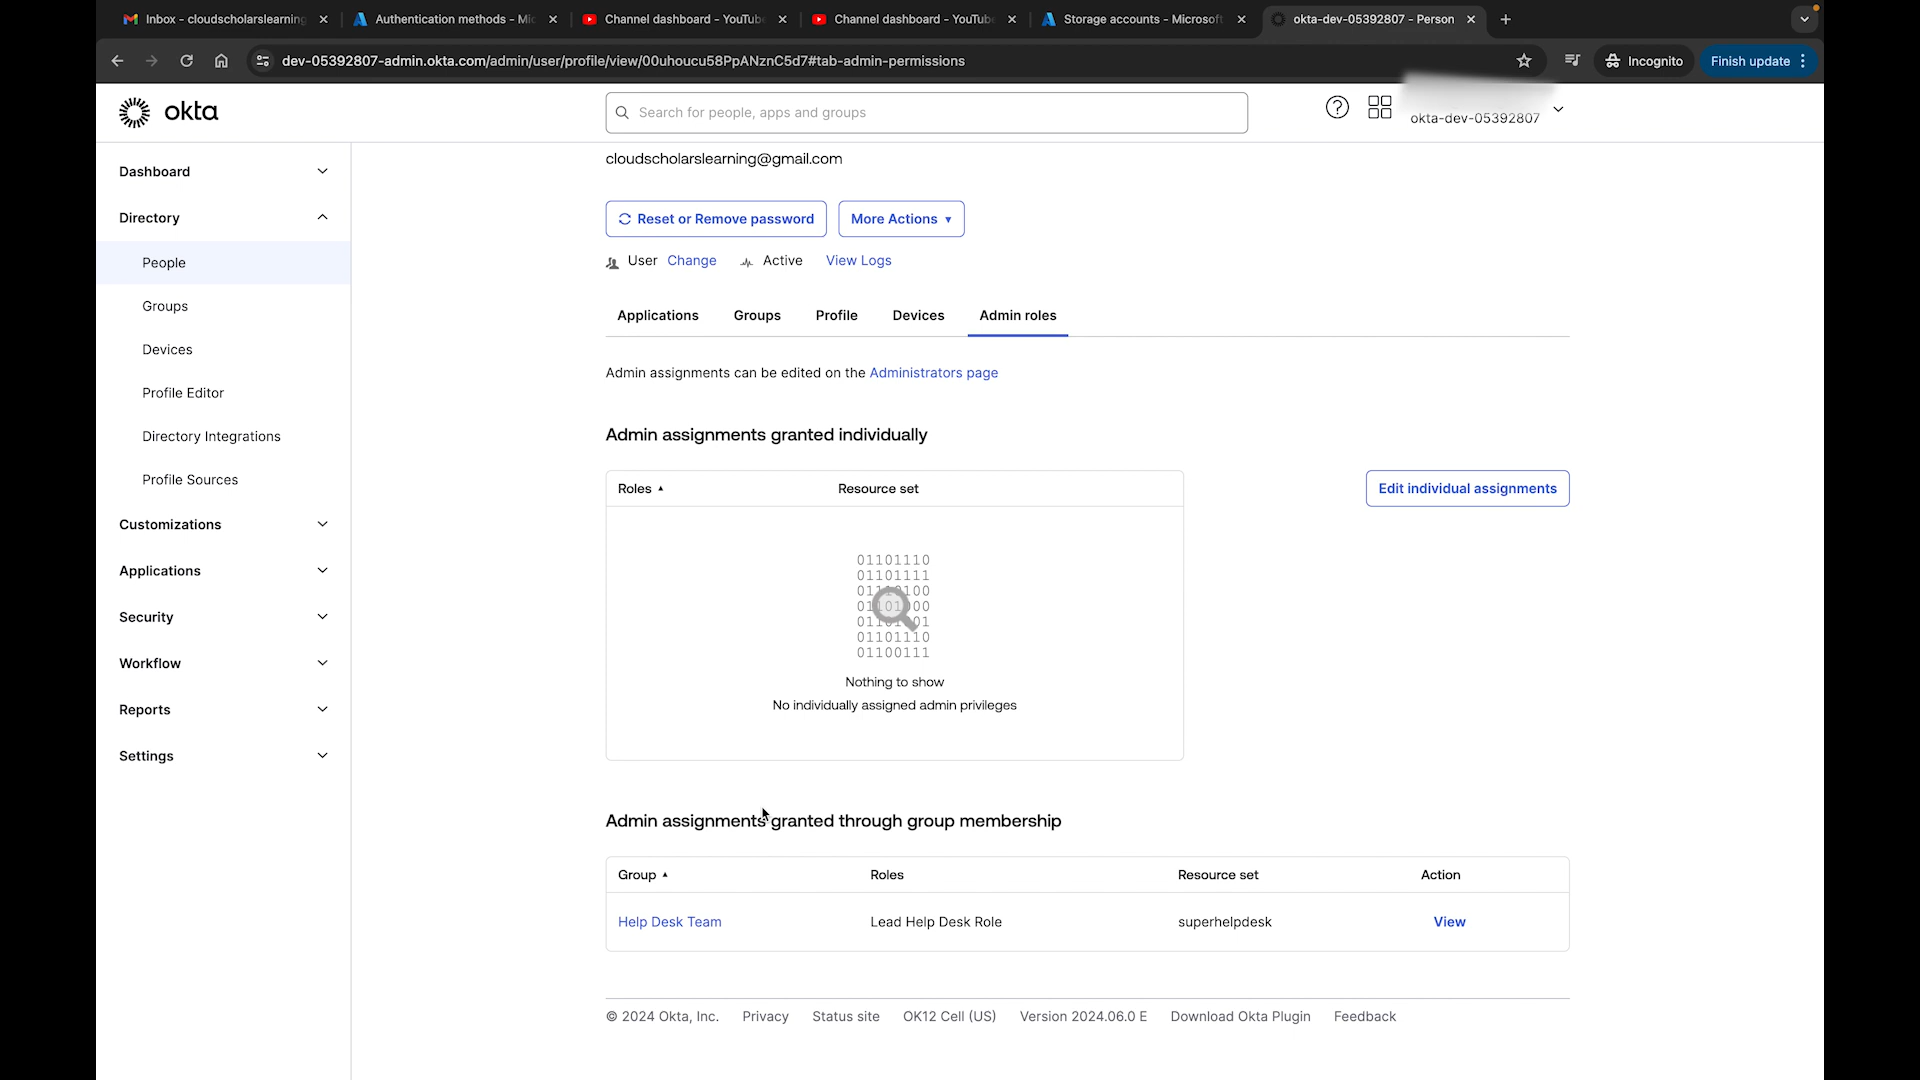 Inbox - cloudscholarslearning
Authentication methods - Mic
Channel dashboard - YouTube
Channel dashboard - YouTube
Storage accounts - Microsoft
okta-dev-05392807 - Person
dev-05392807-admin.okta.com/admin/user/profile/view/00uhoucu58PpANznC5d7#tab-admin-permissions
Incognito
Finish update
okta
Search for people, apps and groups
okta-dev-05392807
Dashboard
Directory
People
Groups
Devices
Profile Editor
Directory Integrations
Profile Sources
Customizations
Applications
Security
Workflow
Reports
Settings
cloudscholarslearning@gmail.com
Reset or Remove password
More Actions
User Change Active View Logs
Applications Groups Profile Devices Admin roles
Admin assignments can be edited on the Administrators page
Admin assignments granted individually
Roles Resource set
Edit individual assignments
01101110
01101111
01100111
Nothing to show
No individually assigned admin privileges
Admin assignments granted through group membership
Group Roles Resource set Action
Help Desk Team Lead Help Desk Role superhelpdesk View
© 2024 Okta, Inc. Privacy Status site OK12 Cell (US) Version 2024.06.0 E Download Okta Plugin Feedback